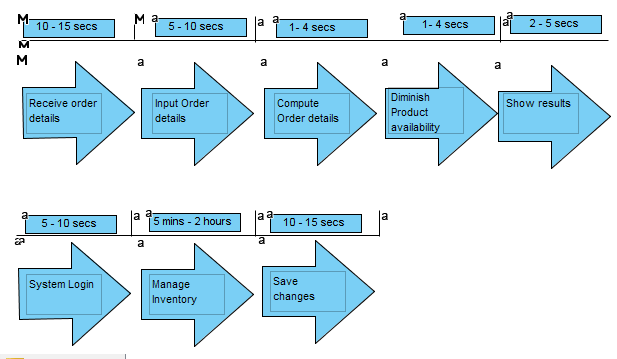 M 10 - 15 secs M a 5 - 10 secs a a 1- 4 secs a 1- 4 secs a a 2 - 5 secs
M
M a a a a
Receive order
details
Input Order
details
Compute
Order details
Diminish
Product
availability
Show results
a 5 - 10 secs a a 5 mins - 2 hours a a 10 - 15 secs a
a a a a
System Login
Manage
Inventory
Save
changes